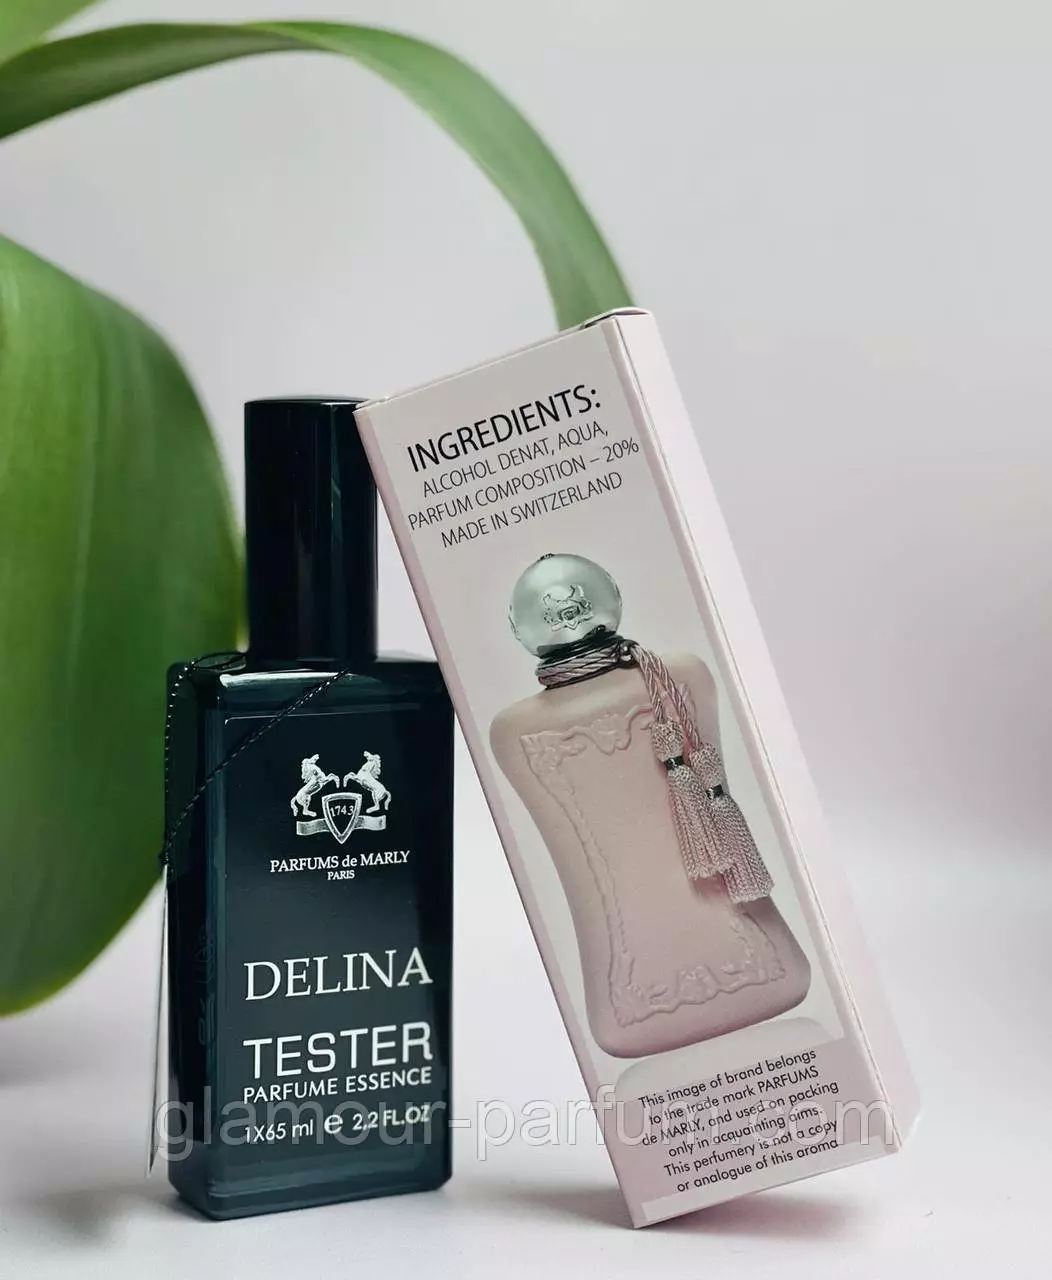 INGREDIENTS:
ALCOHOL DENAT, AQUA,
PARFUM COMPOSITION – 20%
MADE IN SWITZERLAND
1743
PARFUMS de MARLY
PARIS
DELINA
TESTER
PARFUME ESSENCE
1X65 ml e 2,2 FL.OZ
This image of brand belongs
to the trade mark PARFUMS
de MARLY, and used on packing
only in acquainting aims.
This perfumery is not a copy
or analogue of this aroma
glamour-parfum.com